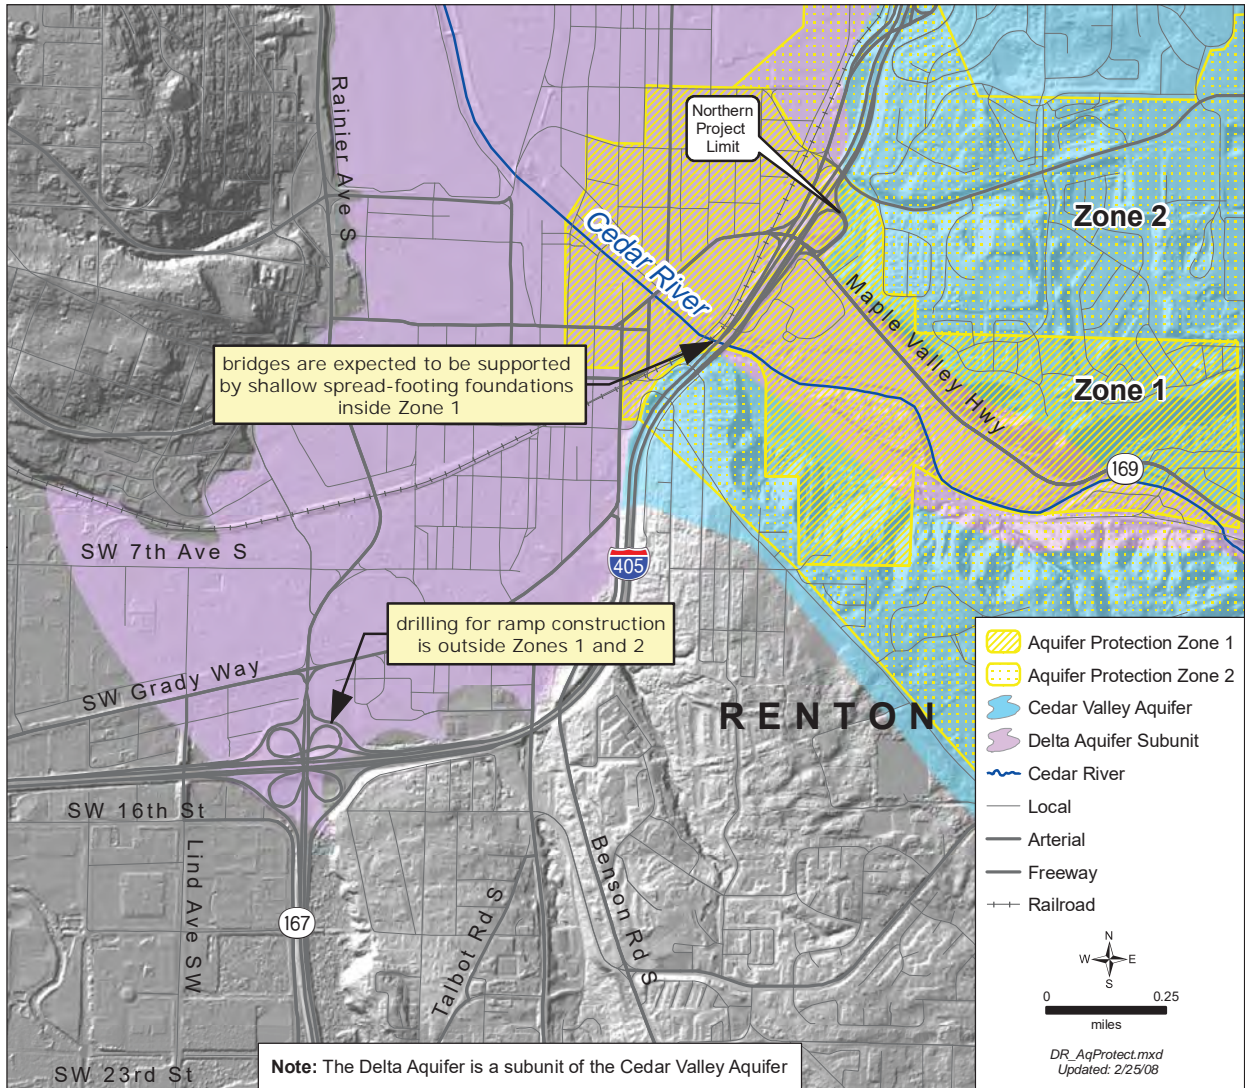 Rainier Ave S
Northern
Project
Limit
Zone 2
Cedar River
Maple Valley Hwy
bridges are expected to be supported
by shallow spread-footing foundations
inside Zone 1
Zone 1
169
SW 7th Ave S
405
drilling for ramp construction
is outside Zones 1 and 2
SW Grady Way
RENTON
SW 16th St
Lind Ave SW
167
Talbot Rd S
Benson Rd S
SW 23rd St
Note: The Delta Aquifer is a subunit of the Cedar Valley Aquifer
Aquifer Protection Zone 1
Aquifer Protection Zone 2
Cedar Valley Aquifer
Delta Aquifer Subunit
Cedar River
Local
Arterial
Freeway
Railroad
N
W E
S
0 0.25
miles
DR_AqProtect.mxd
Updated: 2/25/08